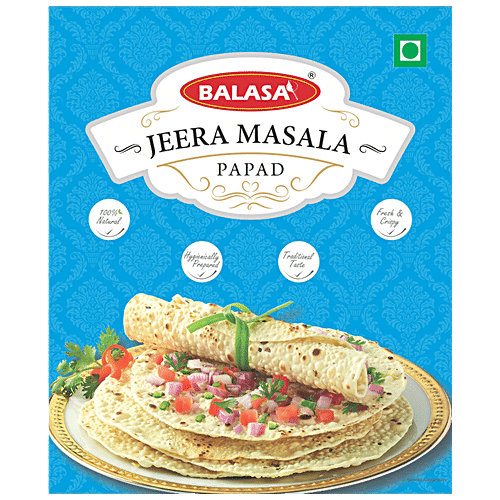 BALASA ®
JEERA MASALA
PAPAD
100%
Natural
Fresh &
Crispy
Hygienically
Prepared
Traditional
Taste